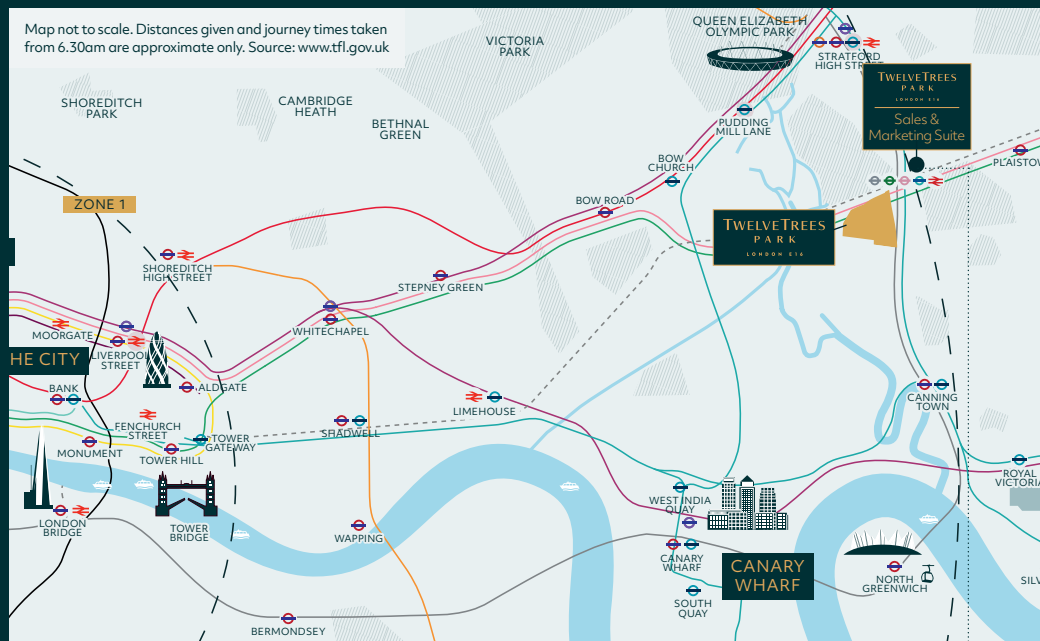 Map not to scale. Distances given and journey times taken
from 6.30am are approximate only. Source: www.tfl.gov.uk
QUEEN ELIZABETH
OLYMPIC PARK
VICTORIA
PARK
STRATFORD
HIGH STREET
TWELVETREES
PARK
LONDON E16
Sales &
Marketing Suite
SHOREDITCH
PARK
CAMBRIDGE
HEATH
BETHNAL
GREEN
PUDDING
MILL LANE
BOW
CHURCH
PLAISTOW
ZONE 1
BOW ROAD
TWELVETREES
PARK
LONDON E16
SHOREDITCH
HIGH STREET
STEPNEY GREEN
WHITECHAPEL
MOORGATE
LIVERPOOL
STREET
HE CITY
BANK
ALDGATE
LIMEHOUSE
CANNING
TOWN
FENCHURCH
STREET
SHADWELL
TOWER
GATEWAY
MONUMENT
TOWER HILL
ROYAL
VICTORIA
WEST INDIA
QUAY
LONDON
BRIDGE
TOWER
BRIDGE
WAPPING
CANARY
WHARF
CANARY
WHARF
NORTH
GREENWICH
SILV
SOUTH
QUAY
BERMONDSEY